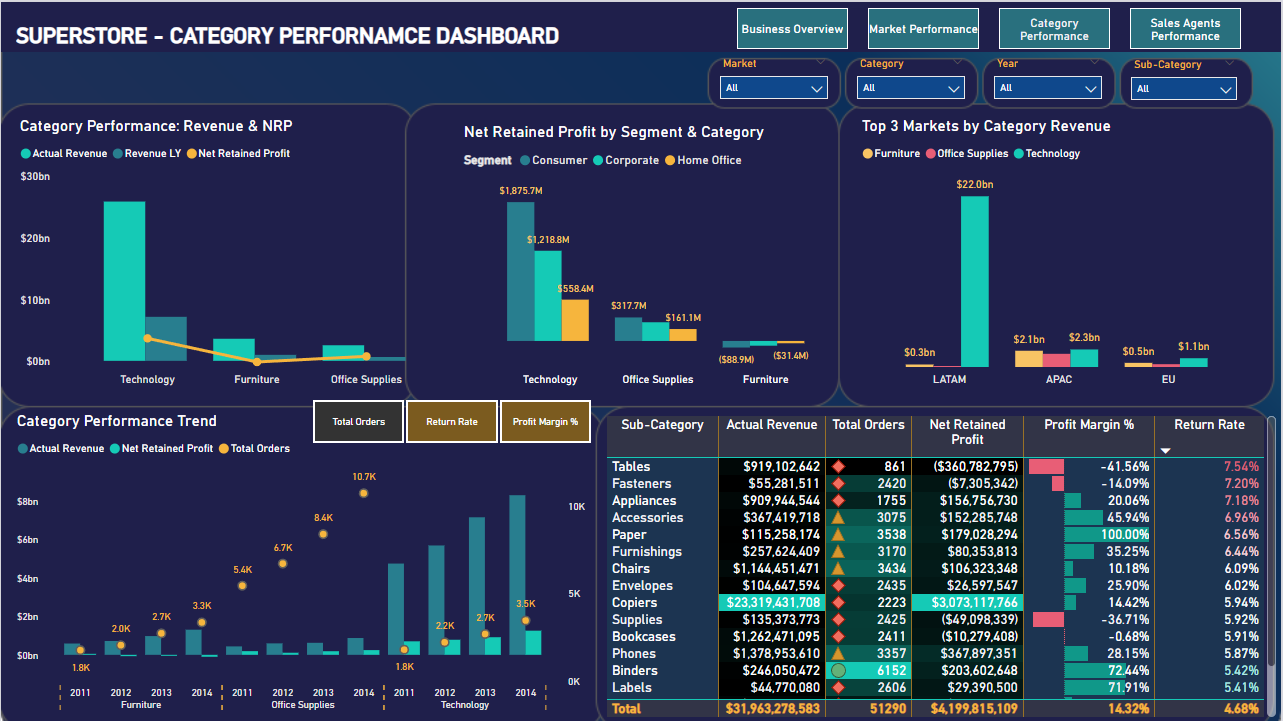 SUPERSTORE - CATEGORY PERFORNAMCE DASHBOARD
Business Overview
Market Performance
Category
Performance
Sales Agents
Performance
Market
All
Category
All
Year
All
Sub-Category
All
Category Performance: Revenue & NRP
Actual Revenue Revenue LY Net Retained Profit
$30bn
$20bn
$10bn
$0bn
Technology Furniture Office Supplies
Net Retained Profit by Segment & Category
Segment Consumer Corporate Home Office
$1,875.7M
$1,218.8M
$558.4M
$317.7M
$161.1M
($88.9M) ($31.4M)
Technology Office Supplies Furniture
Top 3 Markets by Category Revenue
Furniture Office Supplies Technology
$22.0bn
$0.3bn
$2.1bn $2.3bn
$0.5bn $1.1bn
LATAM APAC EU
Category Performance Trend
Total Orders
Return Rate
Profit Margin %
Actual Revenue Net Retained Profit Total Orders
$8bn
$6bn
$4bn
$2bn
$0bn
10K
5K
0K
1.8K 2.0K 2.7K 3.3K
5.4K 6.7K 8.4K 10.7K
1.8K 2.2K 2.7K 3.5K
2011 2012 2013 2014 2011 2012 2013 2014 2011 2012 2013 2014
Furniture Office Supplies Technology
Sub-Category Actual Revenue Total Orders Net Retained Profit Profit Margin % Return Rate
Tables $919,102,642 861 ($360,782,795) -41.56% 7.54%
Fasteners $55,281,511 2420 ($7,305,342) -14.09% 7.20%
Appliances $909,944,544 1755 $156,756,730 20.06% 7.18%
Accessories $367,419,718 3075 $152,285,748 45.94% 6.96%
Paper $115,258,174 3538 $179,028,294 100.00% 6.56%
Furnishings $257,624,409 3170 $80,353,813 35.25% 6.44%
Chairs $1,144,451,471 3434 $106,323,348 10.18% 6.09%
Envelopes $104,647,594 2435 $26,597,547 25.90% 6.02%
Copiers $23,319,431,708 2223 $3,073,117,766 14.42% 5.94%
Supplies $135,373,773 2425 ($49,098,339) -36.71% 5.92%
Bookcases $1,262,471,095 2411 ($10,279,408) -0.68% 5.91%
Phones $1,378,953,610 3357 $367,897,351 28.15% 5.87%
Binders $246,050,472 6152 $203,602,648 72.44% 5.42%
Labels $44,770,080 2606 $29,390,500 71.91% 5.41%
Total $31,963,278,583 51290 $4,199,815,109 14.32% 4.68%